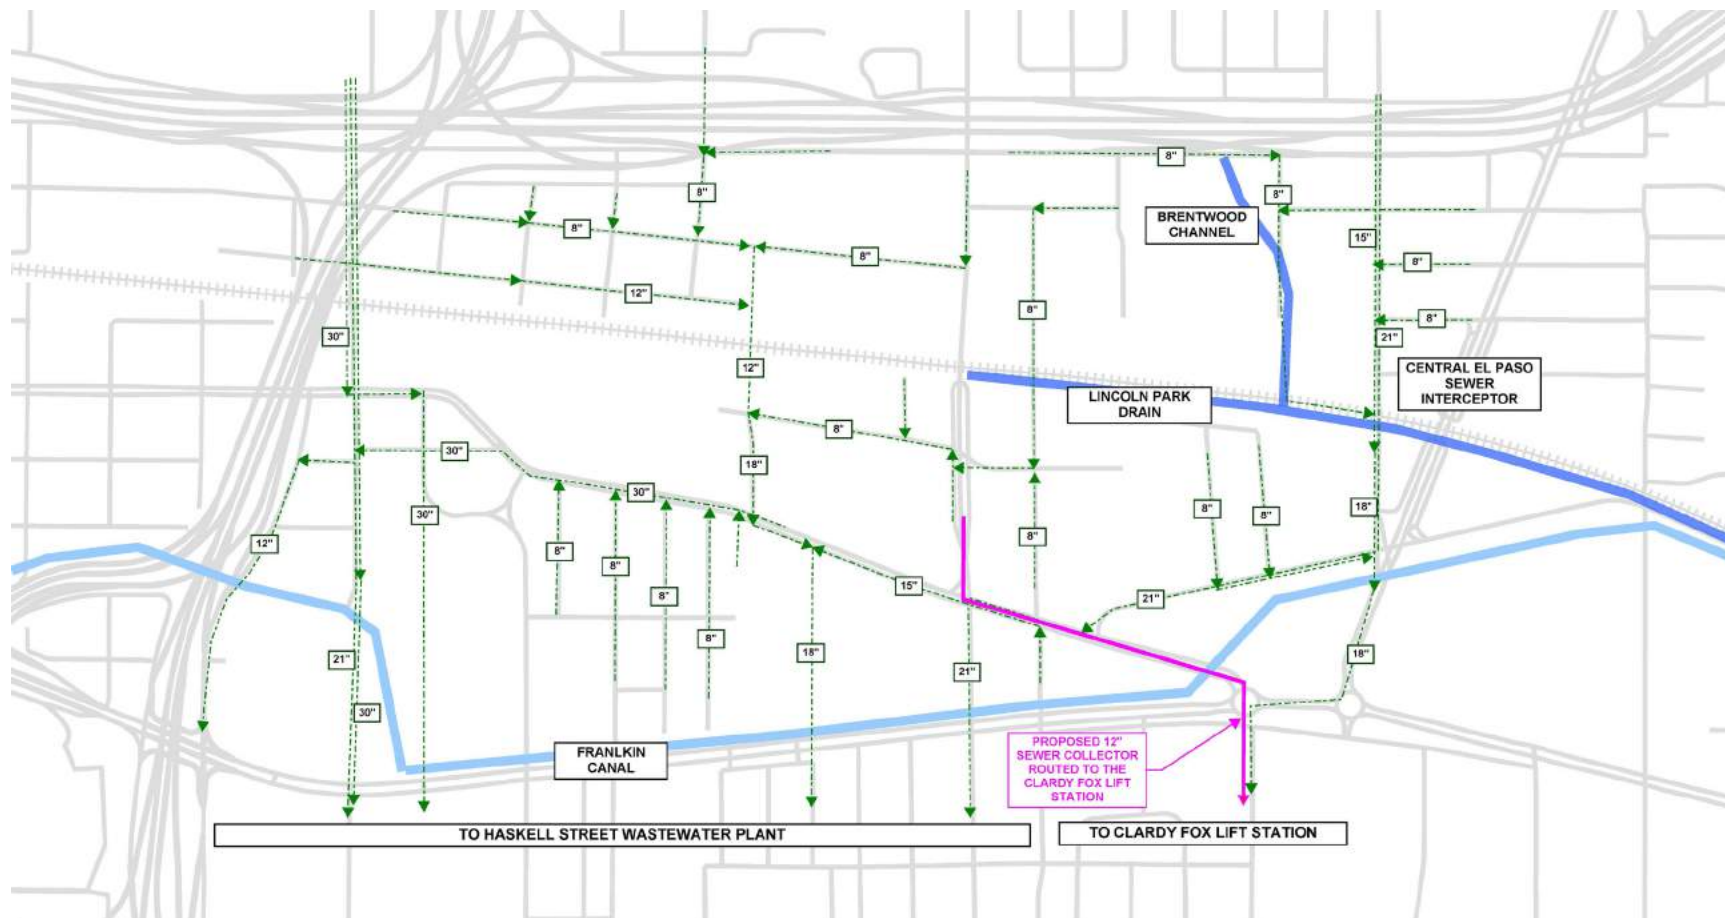 8"
8"
8"
BRENTWOOD
CHANNEL
8"
15"
8"
8"
12"
8"
8"
30"
21"
12"
CENTRAL EL PASO
SEWER
INTERCEPTOR
LINCOLN PARK
DRAIN
8"
30"
18"
30"
30"
18"
8"
8"
12"
8"
8"
8"
15"
8"
21"
8"
18"
21"
18"
21"
30"
PROPOSED 12"
SEWER COLLECTOR
ROUTED TO THE
CLARDY FOX LIFT
STATION
FRANLKIN
CANAL
TO HASKELL STREET WASTEWATER PLANT
TO CLARDY FOX LIFT STATION